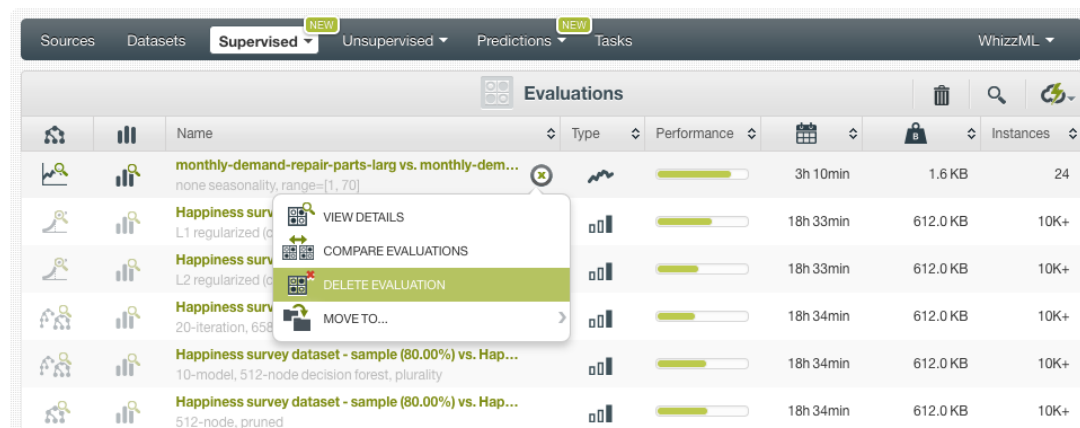 NEW NEW
Sources Datasets Supervised Unsupervised Predictions Tasks WhizzML
Evaluations
Name Type Performance B Instances
monthly-demand-repair-parts-larg vs. monthly-dem...
none seasonality, range=[1, 70] 3h 10min 1.6 KB 24
Happiness surv
L1 regularized (c 18h 33min 612.0 KB 10K+
Happiness surv
L2 regularized (c 18h 33min 612.0 KB 10K+
Happiness surv
20-iteration, 658 18h 34min 612.0 KB 10K+
VIEW DETAILS
COMPARE EVALUATIONS
DELETE EVALUATION
MOVE TO...
Happiness survey dataset - sample (80.00%) vs. Hap...
10-model, 512-node decision forest, plurality 18h 34min 612.0 KB 10K+
Happiness survey dataset - sample (80.00%) vs. Hap...
512-node, pruned 18h 34min 612.0 KB 10K+